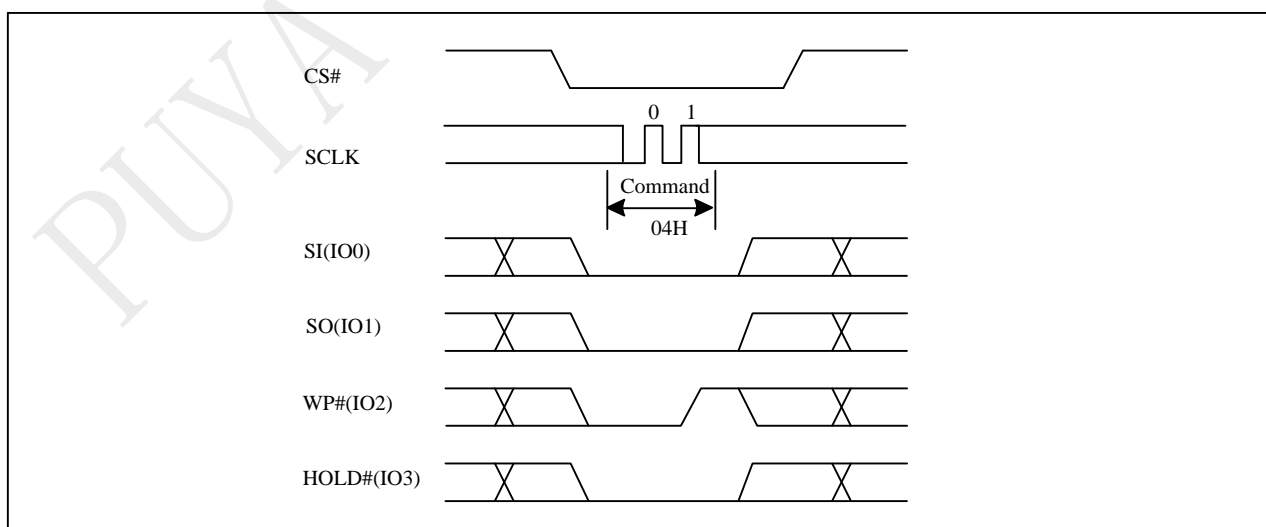 PUYA
CS#
0 1
SCLK
Command
04H
SI(IO0)
SO(IO1)
WP#(IO2)
HOLD#(IO3)